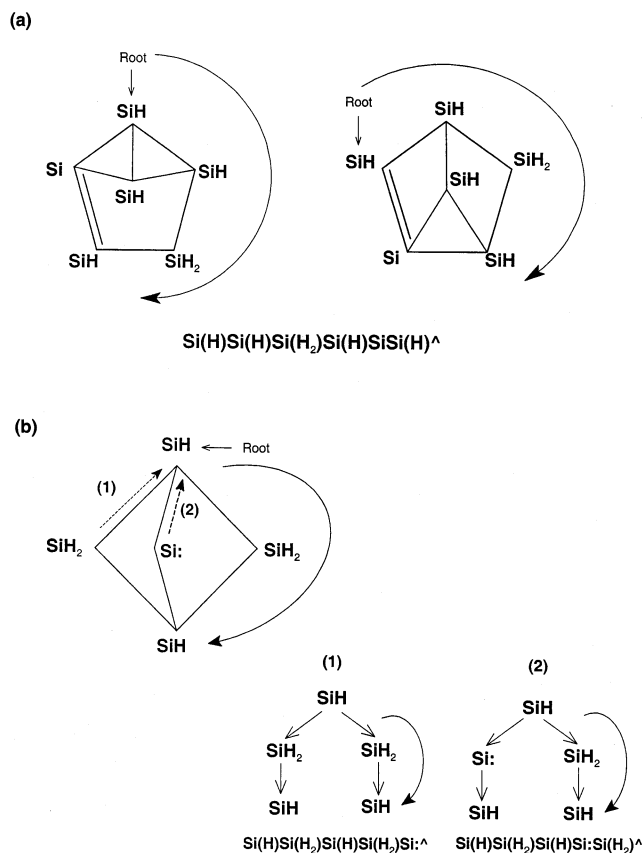 (a)
Root
SiH
Si
SiH
SiH
SiH
SiH₂
Root
SiH
SiH
SiH₂
SiH
Si
SiH
Si(H)Si(H)Si(H₂)Si(H)SiSi(H)^
(b)
SiH
Root
(1)
(2)
SiH₂
Si:
SiH₂
SiH
(1)
SiH
SiH₂
SiH₂
SiH
SiH
Si(H)Si(H₂)Si(H)Si(H₂)Si:^
(2)
SiH
Si:
SiH₂
SiH
SiH
Si(H)Si(H₂)Si(H)Si:Si(H₂)^